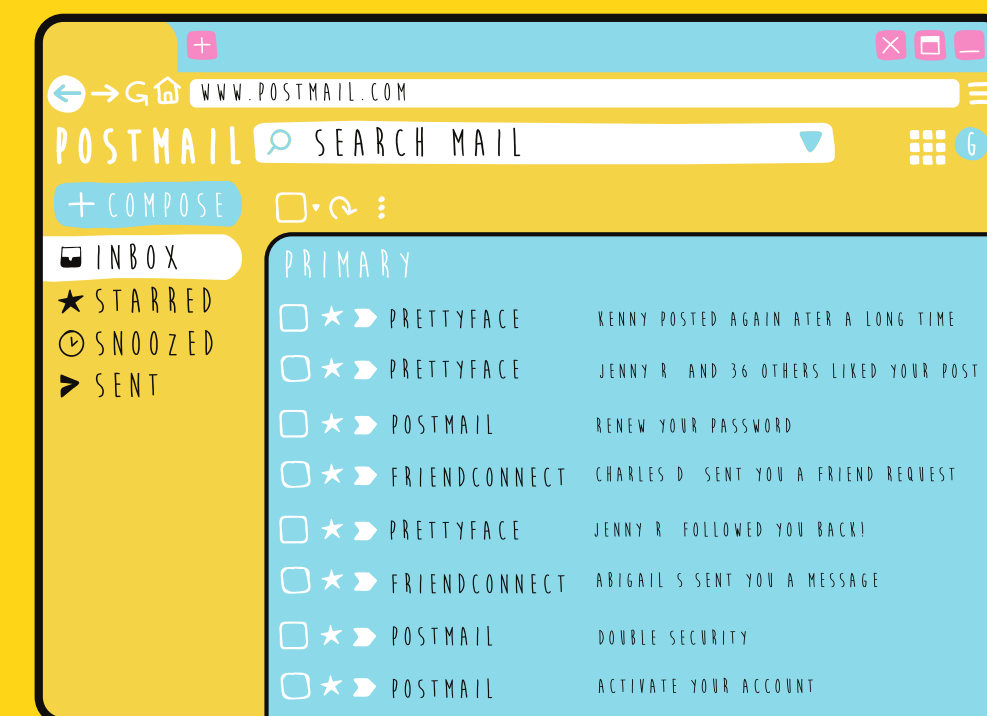 WWW.POSTMAIL.COM
POSTMAIL SEARCH MAIL G
+ COMPOSE
INBOX
STARRED
SNOOZED
SENT
PRIMARY
PRETTYFACE KENNY POSTED AGAIN ATER A LONG TIME
PRETTYFACE JENNY R AND 36 OTHERS LIKED YOUR POST
POSTMAIL RENEW YOUR PASSWORD
FRIENDCONNECT CHARLES D SENT YOU A FRIEND REQUEST
PRETTYFACE JENNY R FOLLOWED YOU BACK!
FRIENDCONNECT ABIGAIL S SENT YOU A MESSAGE
POSTMAIL DOUBLE SECURITY
POSTMAIL ACTIVATE YOUR ACCOUNT